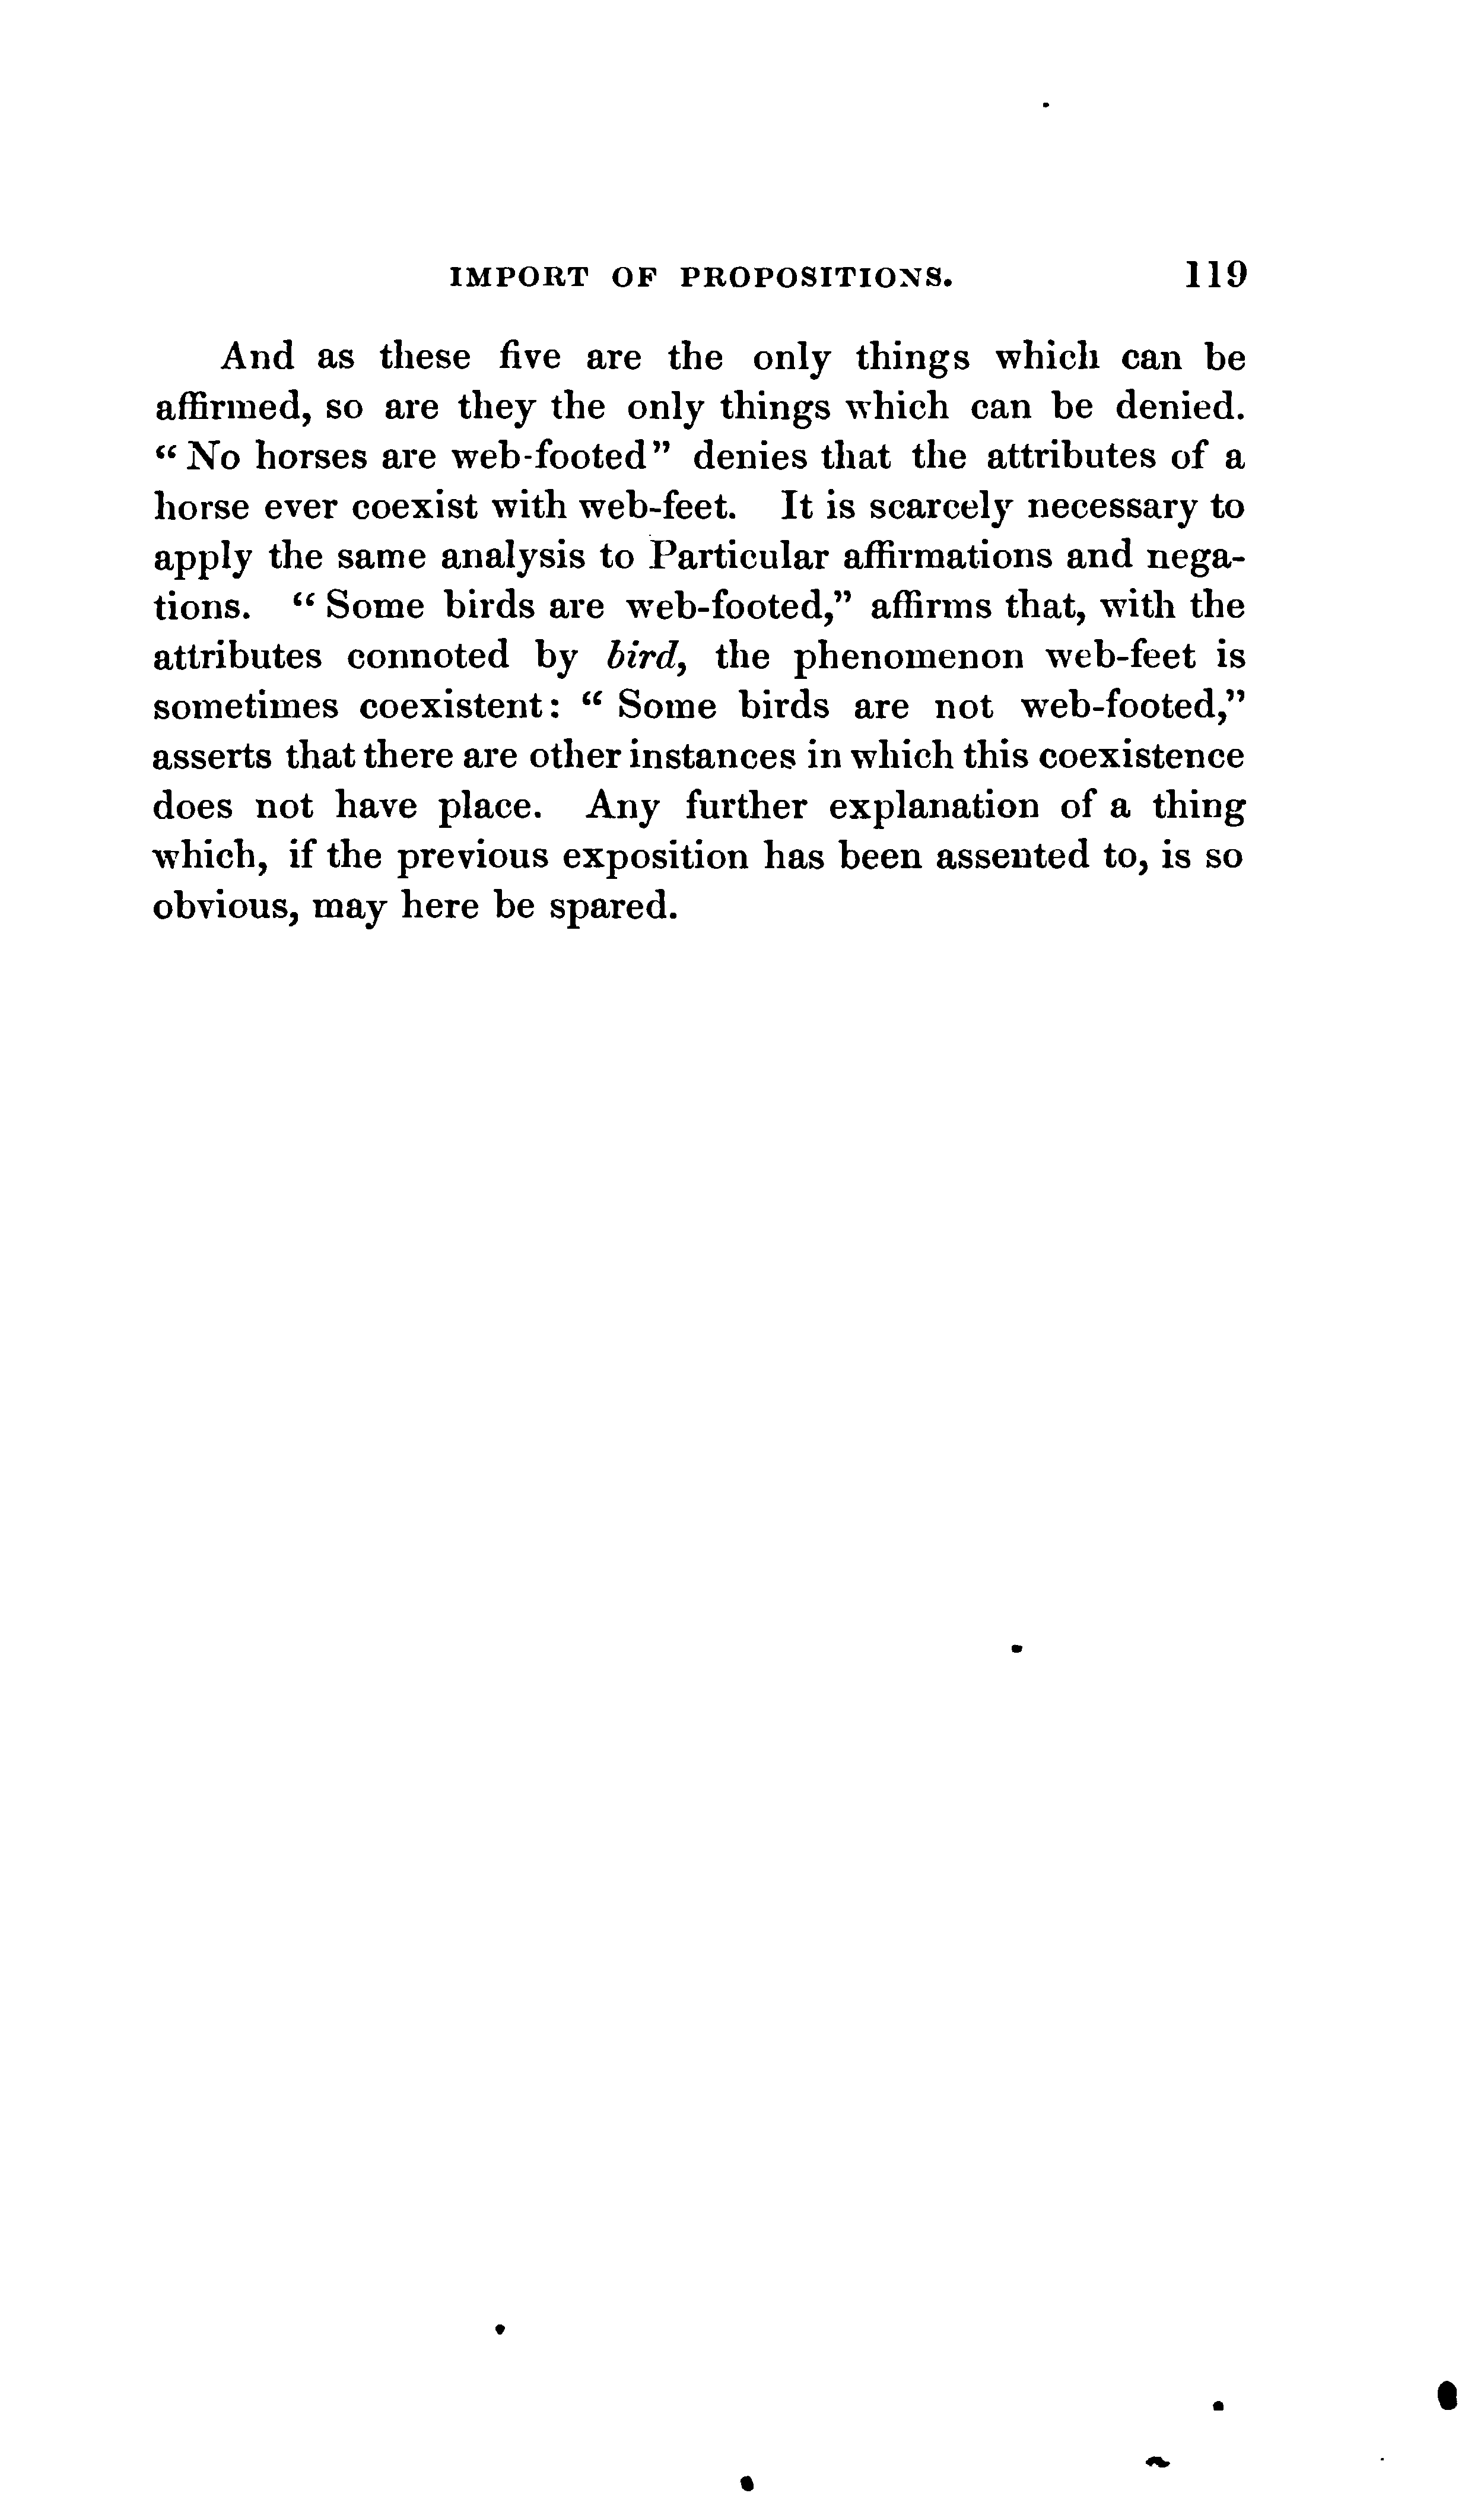 IMPORT OF PROPOSITIONS. 119
And as these five are the only things which can be
affirmed, so are they the only things which can be denied.
“No horses are web-footed” denies that the attributes of a
horse ever coexist with web-feet. It is scarcely necessary to
apply the same analysis to Particular affirmations and nega-
tions. “Some birds are web-footed,” affirms that, with the
attributes connoted by bird, the phenomenon web-feet is
sometimes coexistent: “Some birds are not web-footed,”
asserts that there are other instances in which this coexistence
does not have place. Any further explanation of a thing
which, if the previous exposition has been assented to, is so
obvious, may here be spared.